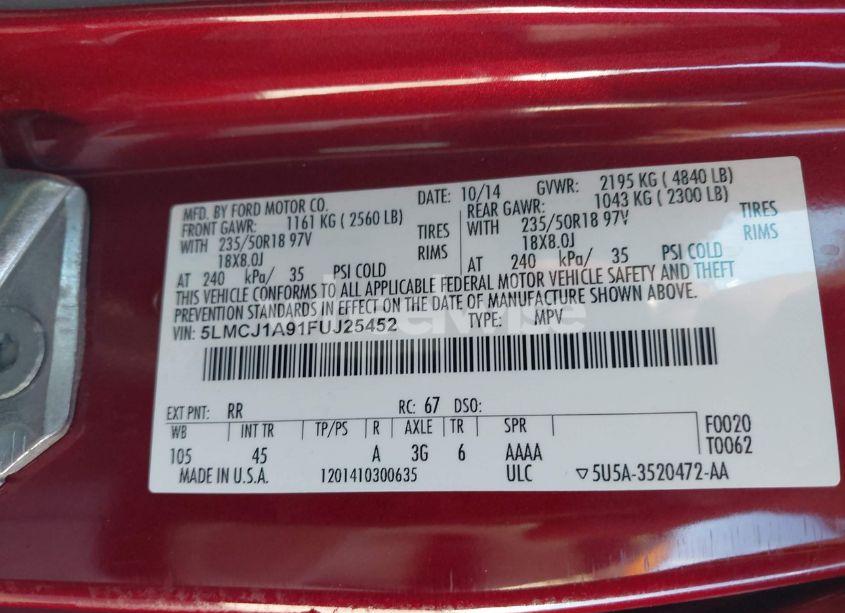 MFD. BY FORD MOTOR CO. DATE: 10/14 GVWR: 2195 KG ( 4840 LB)
FRONT GAWR: 1161 KG ( 2560 LB) REAR GAWR: 1043 KG ( 2300 LB)
WITH 235/50R18 97V TIRES WITH 235/50R18 97V TIRES
18X8.0J RIMS 18X8.0J RIMS
AT 240 kPa/ 35 PSI COLD AT 240 kPa/ 35 PSI COLD
THIS VEHICLE CONFORMS TO ALL APPLICABLE FEDERAL MOTOR VEHICLE SAFETY AND THEFT
PREVENTION STANDARDS IN EFFECT ON THE DATE OF MANUFACTURE SHOWN ABOVE.
VIN: 5LMCJ1A91FUJ25452 TYPE: MPV
EXT PNT: RR RC: 67 DSO:
WB INT TR TP/PS R AXLE TR SPR F0020
105 45 A 3G 6 AAAA T0062
MADE IN U.S.A. 1201410300635 ULC ▽5U5A-3520472-AA